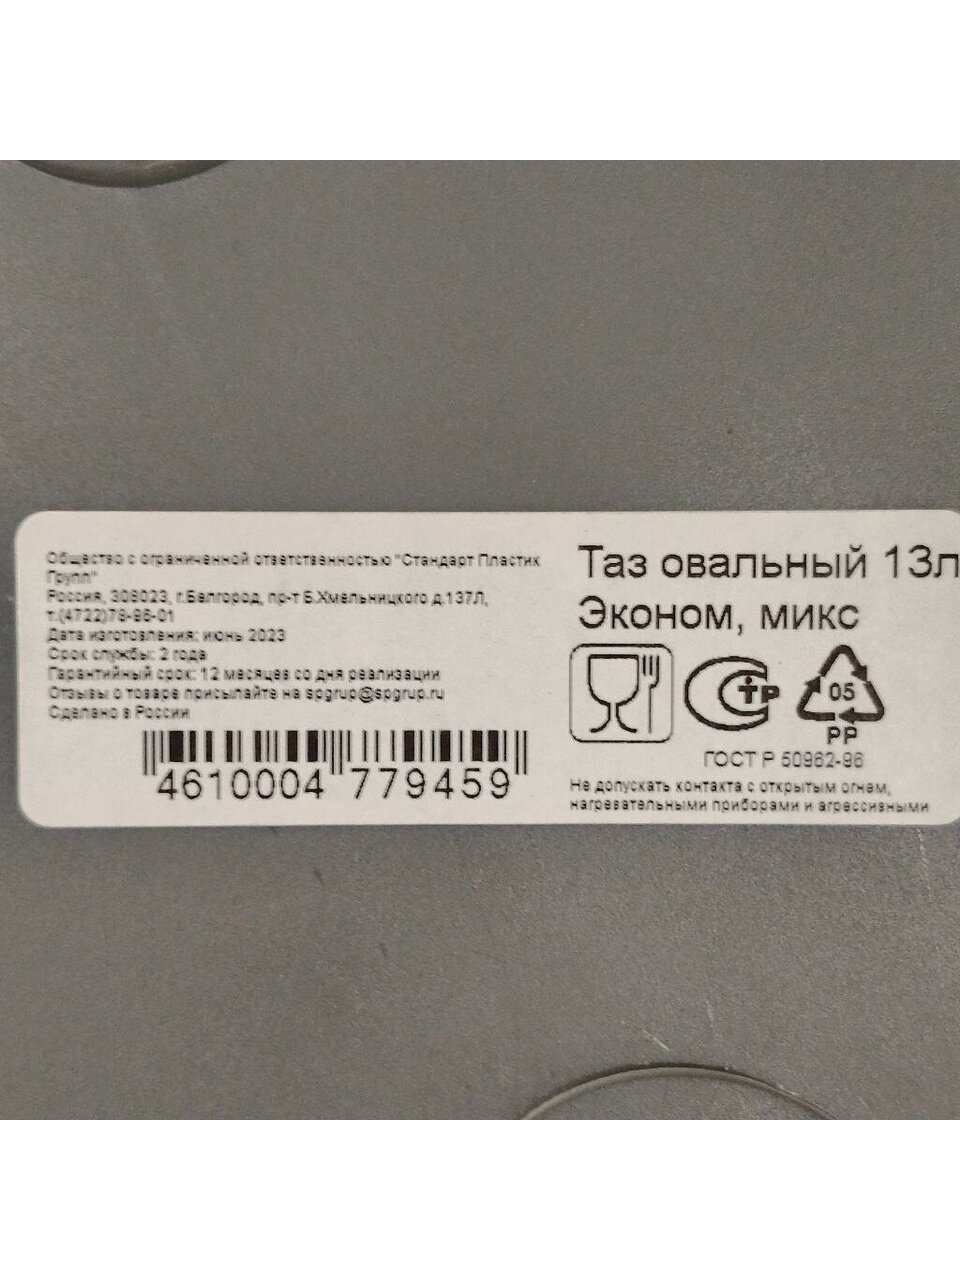 Общество с ограниченной ответственностью "Стандарт Пластик
Групп"
Россия, 308023, г.Белгород, пр-т Б.Хмельницкого д.137Л,
т.(4722)78-96-01
Дата изготовления: июнь 2023
Срок службы: 2 года
Гарантийный срок: 12 месяцев со дня реализации
Отзывы о товаре присылайте на spgrup@spgrup.ru
Сделано в России
4610004 779459
Таз овальный 13л
Эконом, микс
05
PP
ГОСТ Р 50962-96
Не допускать контакта с открытым огнем,
нагревательными приборами и агрессивными